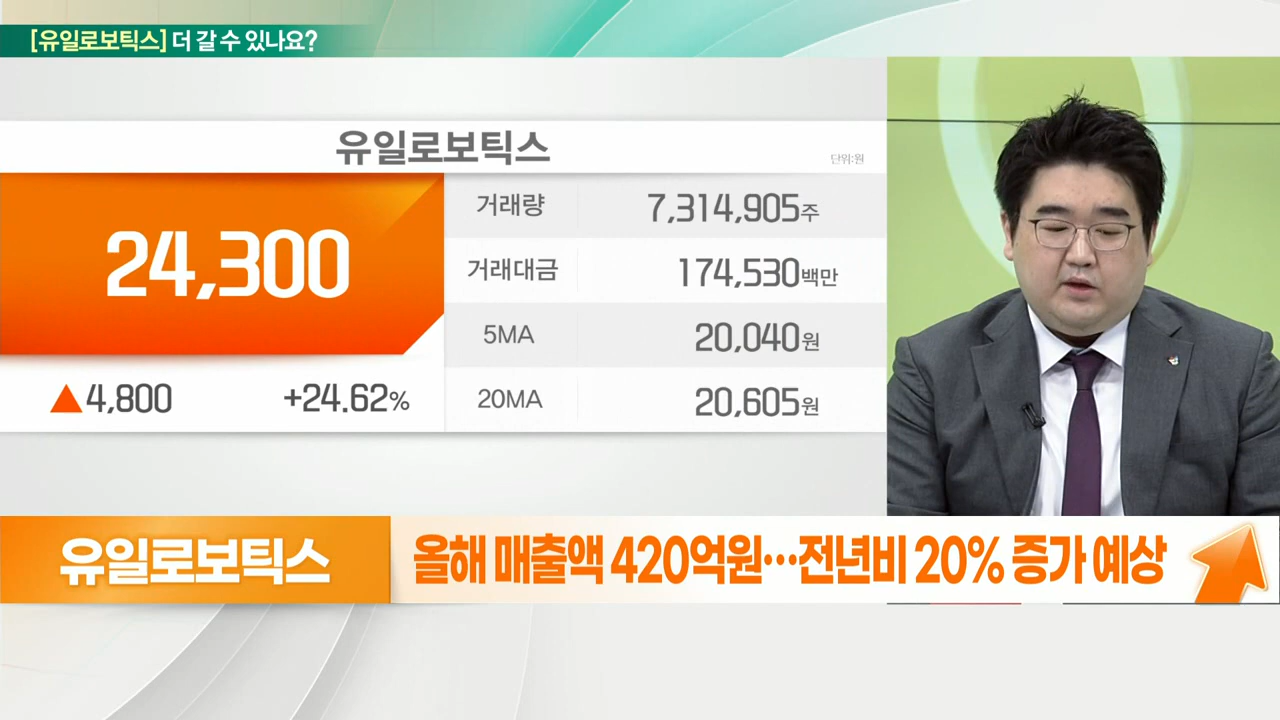 [유일로보틱스] 더 갈 수 있나요?
유일로보틱스
단위:원
24,300
▲4,800 +24.62%
거래량 7,314,905주
거래대금 174,530백만
5MA 20,040원
20MA 20,605원
유일로보틱스
올해 매출액 420억원…전년비 20% 증가 예상